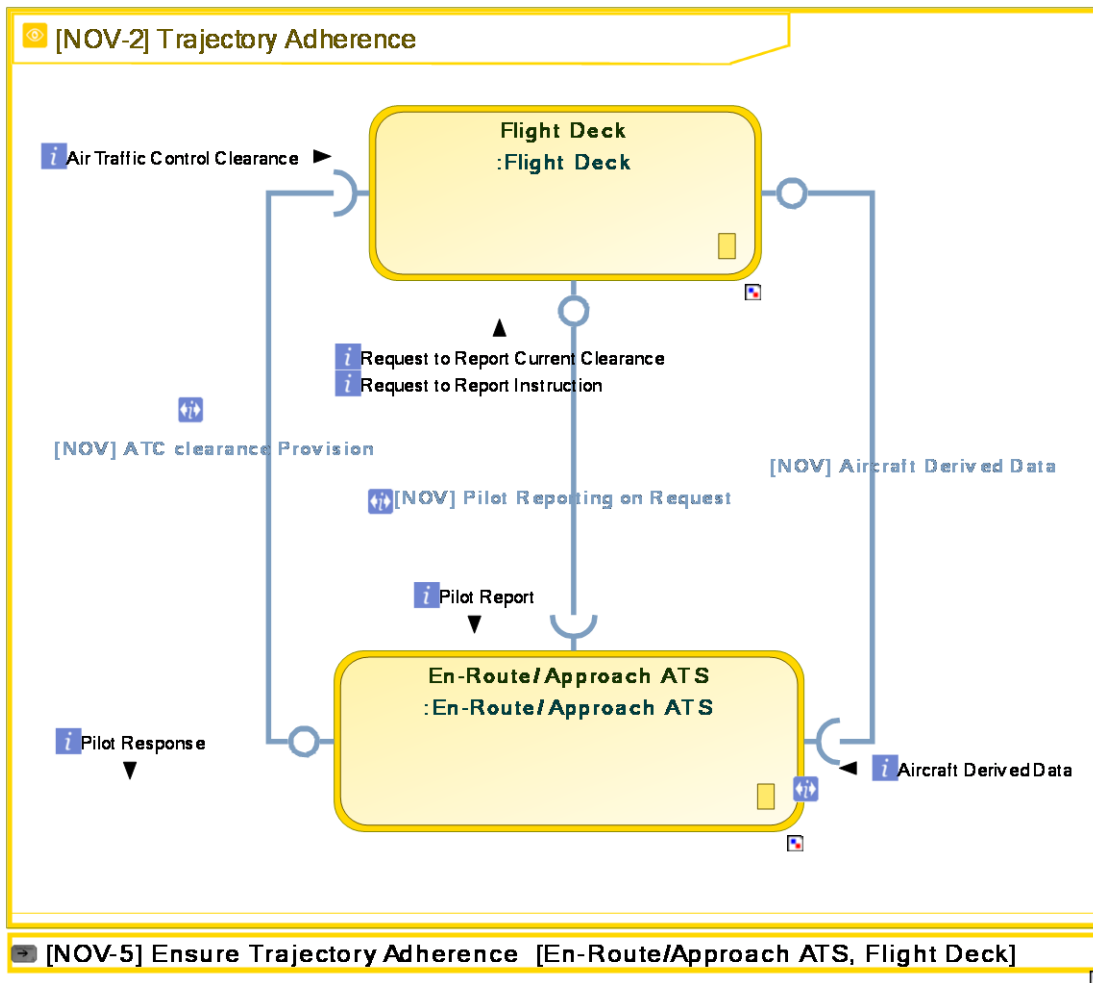 [NOV-2] Trajectory Adherence
Flight Deck
:Flight Deck
Air Traffic Control Clearance
Request to Report Current Clearance
Request to Report Instruction
[NOV] ATC clearance Provision
[NOV] Aircraft Derived Data
[NOV] Pilot Reporting on Request
Pilot Report
En-Route/Approach ATS
:En-Route/Approach ATS
Pilot Response
Aircraft Derived Data
[NOV-5] Ensure Trajectory Adherence [En-Route/Approach ATS, Flight Deck]